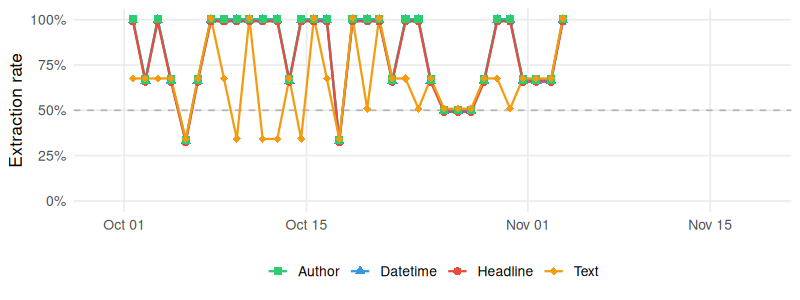 Extraction rate
100%
75%
50%
25%
0%
Oct 01 Oct 15 Nov 01 Nov 15
Author Datetime Headline Text